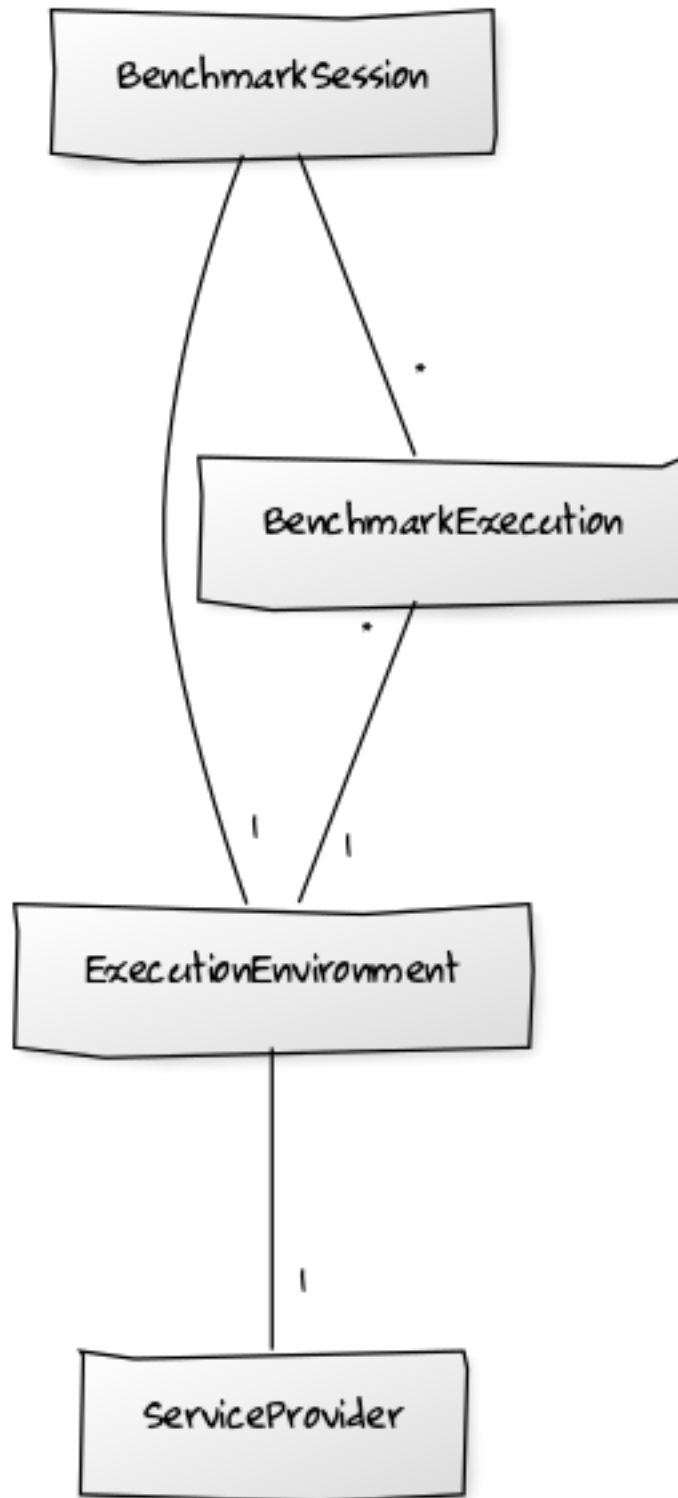 BenchmarkSession
*
BenchmarkExecution
*
1
1
ExecutionEnvironment
1
ServiceProvider